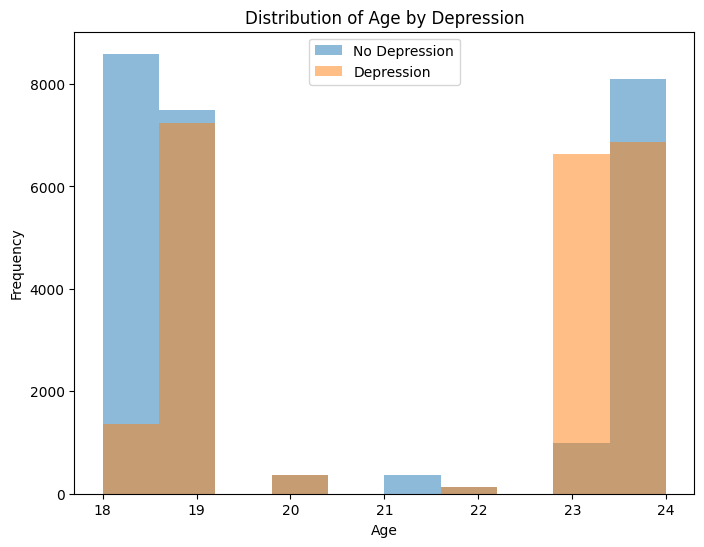 Distribution of Age by Depression
No Depression
Depression
Frequency
8000
6000
4000
2000
0
18 19 20 21 22 23 24
Age